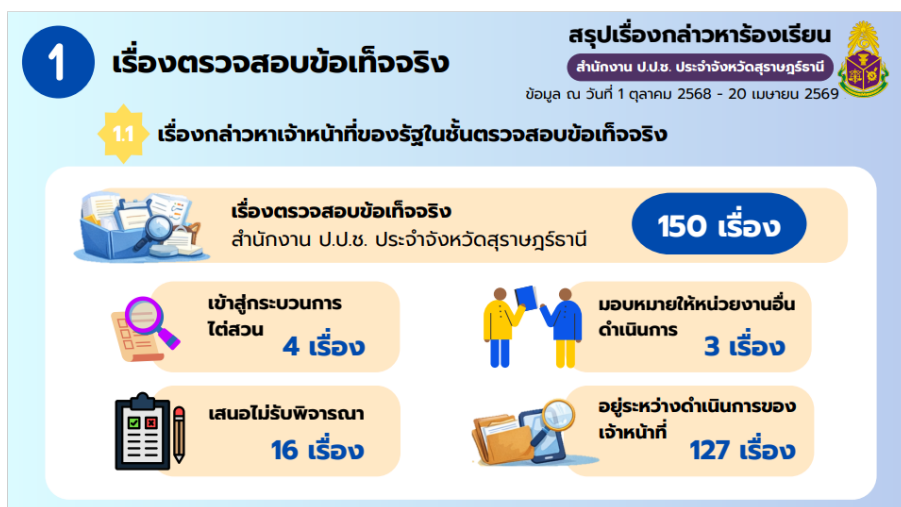 1
เรื่องตรวจสอบข้อเท็จจริง
สรุปเรื่องกล่าวหาร้องเรียน
สำนักงาน ป.ป.ช. ประจำจังหวัดสุราษฎร์ธานี
ข้อมูล ณ วันที่ 1 ตุลาคม 2568 - 20 เมษายน 2569
1.1 เรื่องกล่าวหาเจ้าหน้าที่ของรัฐในชั้นตรวจสอบข้อเท็จจริง
เรื่องตรวจสอบข้อเท็จจริง
สำนักงาน ป.ป.ช. ประจำจังหวัดสุราษฎร์ธานี
150 เรื่อง
เข้าสู่กระบวนการ
ไต่สวน
4 เรื่อง
มอบหมายให้หน่วยงานอื่น
ดำเนินการ
3 เรื่อง
เสนอไม่รับพิจารณา
16 เรื่อง
อยู่ระหว่างดำเนินการของ
เจ้าหน้าที่
127 เรื่อง